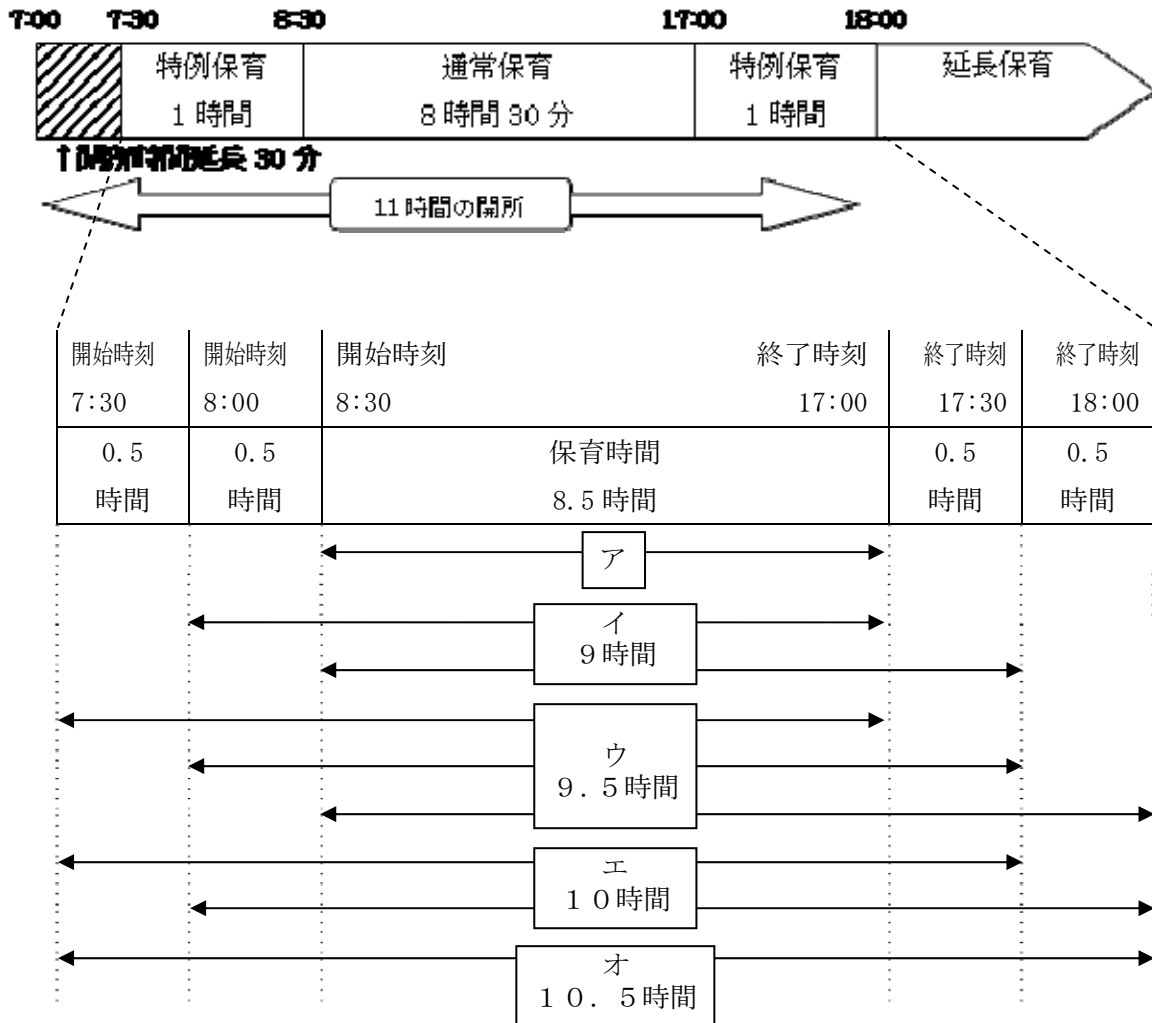 7:00 7:30 8:30 17:00 18:00
特例保育 通常保育 特例保育 延長保育
1 時間 8 時間 30 分 1 時間
延長 30 分
11 時間の開所
開始時刻 開始時刻 開始時刻 終了時刻 終了時刻 終了時刻
7:30 8:00 8:30 17:00 17:30 18:00
0.5 0.5 保育時間 0.5 0.5
時間 時間 8.5 時間 時間 時間
ア
イ
9時間
ウ
9.5時間
エ
10時間
オ
10.5時間